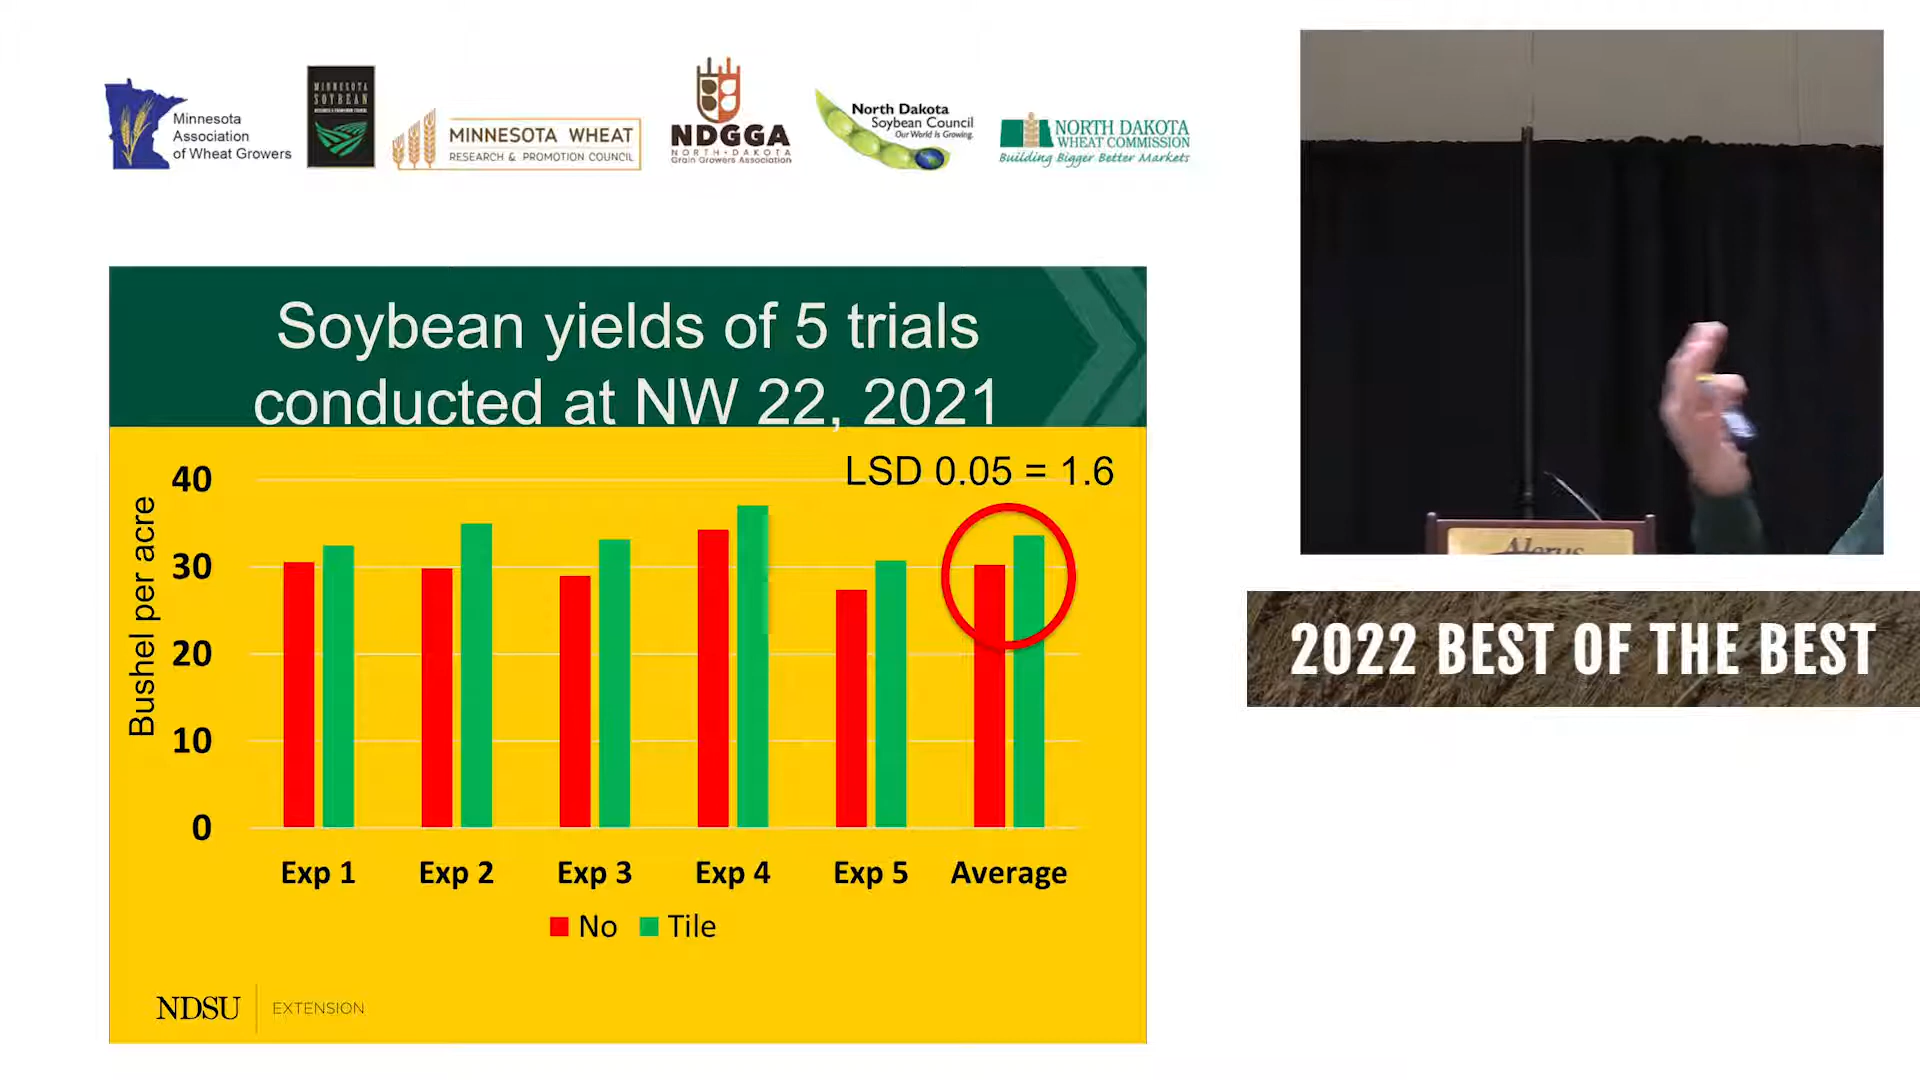 Minnesota
Association
of Wheat Growers
MINNESOTA
SOYBEAN
MINNESOTA WHEAT
RESEARCH & PROMOTION COUNCIL
NDGGA
NORTH·DAKOTA
Grain Growers Association
North Dakota
Soybean Council
Our World is Growing.
NORTH DAKOTA
WHEAT COMMISSION
Building Bigger Better Markets
Soybean yields of 5 trials
conducted at NW 22, 2021
LSD 0.05 = 1.6
Bushel per acre
40
30
20
10
0
Exp 1 Exp 2 Exp 3 Exp 4 Exp 5 Average
No Tile
NDSU EXTENSION
Alerus
2022 BEST OF THE BEST